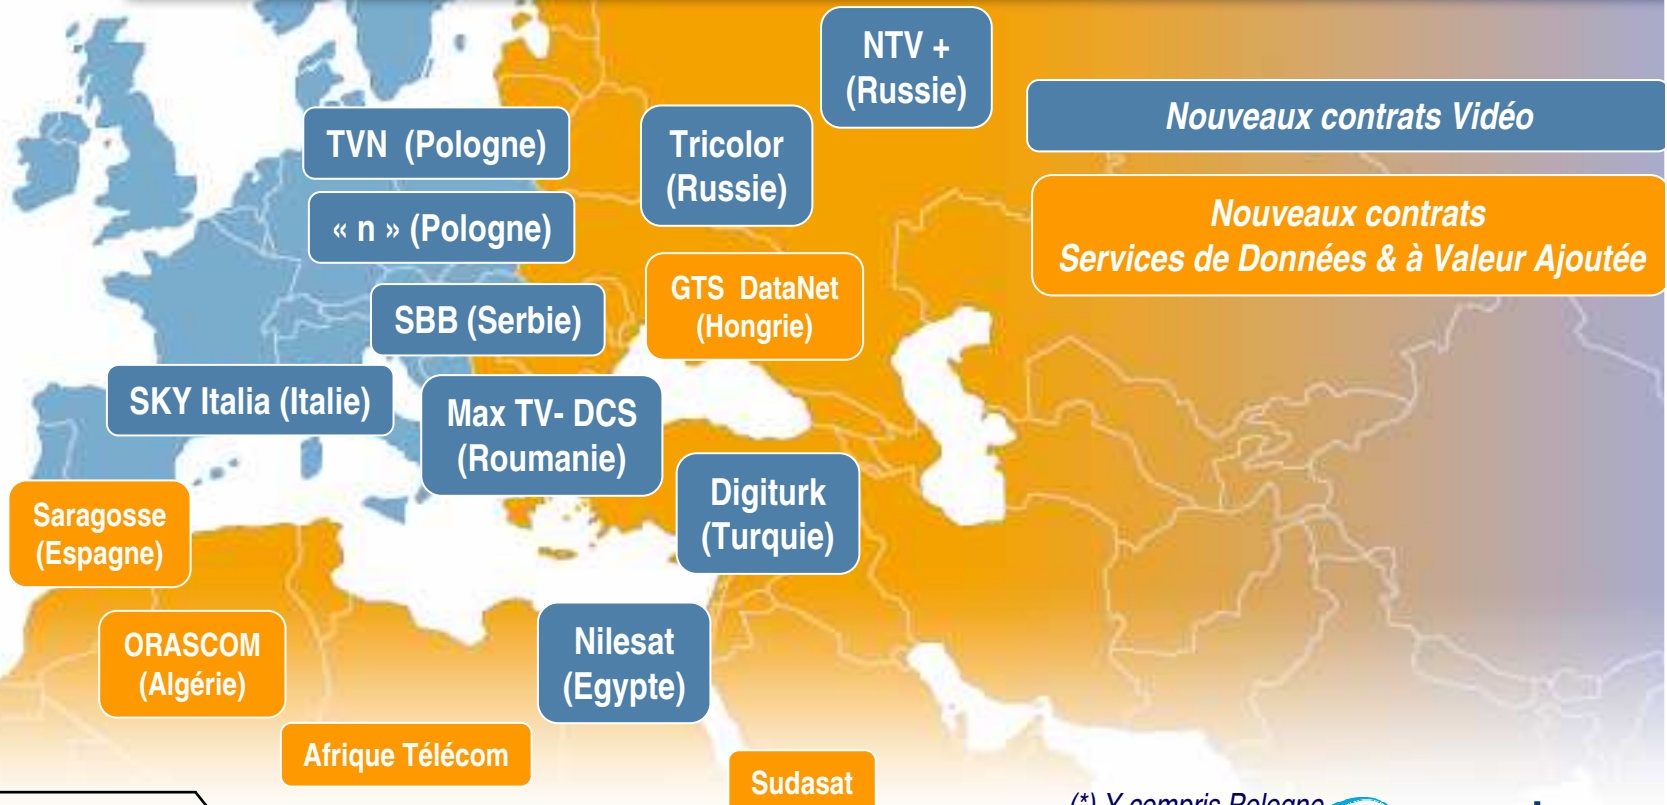 NTV +
(Russie)
Nouveaux contrats Vidéo
TVN (Pologne)
Tricolor
(Russie)
Nouveaux contrats
Services de Données & à Valeur Ajoutée
« n » (Pologne)
GTS DataNet
(Hongrie)
SBB (Serbie)
SKY Italia (Italie)
Max TV- DCS
(Roumanie)
Digiturk
(Turquie)
Saragosse
(Espagne)
ORASCOM
(Algérie)
Nilesat
(Egypte)
Afrique Télécom
Sudasat
(*) Y compris Pologne